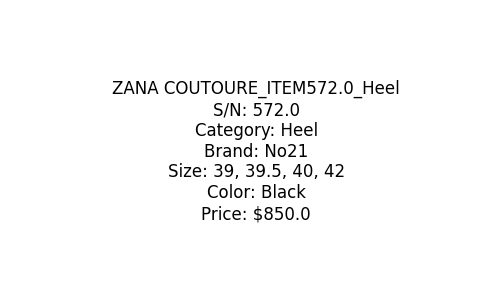 ZANA COUTOURE_ITEM572.0_Heel
S/N: 572.0
Category: Heel
Brand: No21
Size: 39, 39.5, 40, 42
Color: Black
Price: $850.0